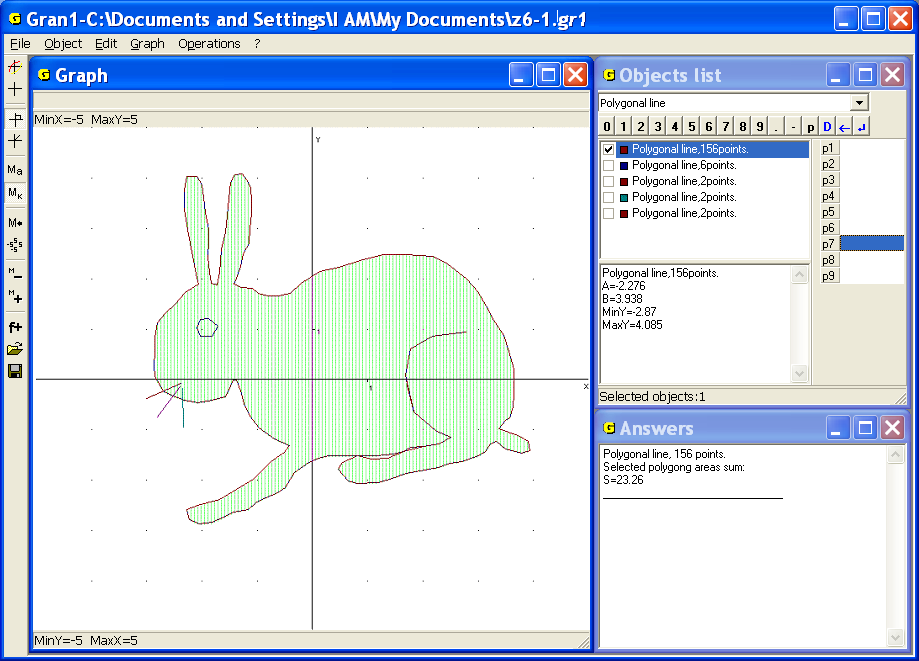 Gran1-C:\Documents and Settings\I AM\My Documents\z6-1.gr1
File Object Edit Graph Operations ?
Graph
MinX=-5 MaxY=5
Y
1
1
X
MinY=-5 MaxX=5
Ma
Mк
M
M
M
f+
Objects list
Polygonal line
0 1 2 3 4 5 6 7 8 9 . - p D
Polygonal line,156points.
Polygonal line,6points.
Polygonal line,2points.
Polygonal line,2points.
Polygonal line,2points.
p1
p2
p3
p4
p5
p6
p7
p8
p9
Polygonal line,156points.
A=-2.276
B=3.938
MinY=-2.87
MaxY=4.085
Selected objects:1
Answers
Polygonal line, 156 points.
Selected polygong areas sum:
S=23.26